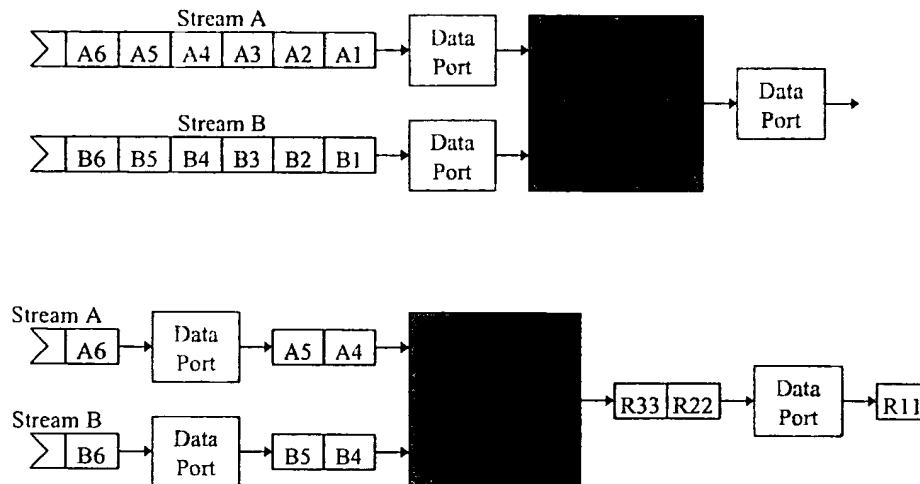 Stream A
A6 A5 A4 A3 A2 A1
Data
Port
Stream B
B6 B5 B4 B3 B2 B1
Data
Port
Data
Port
Stream A
A6
Data
Port
A5 A4
Stream B
B6
Data
Port
B5 B4
R33 R22
Data
Port
R11